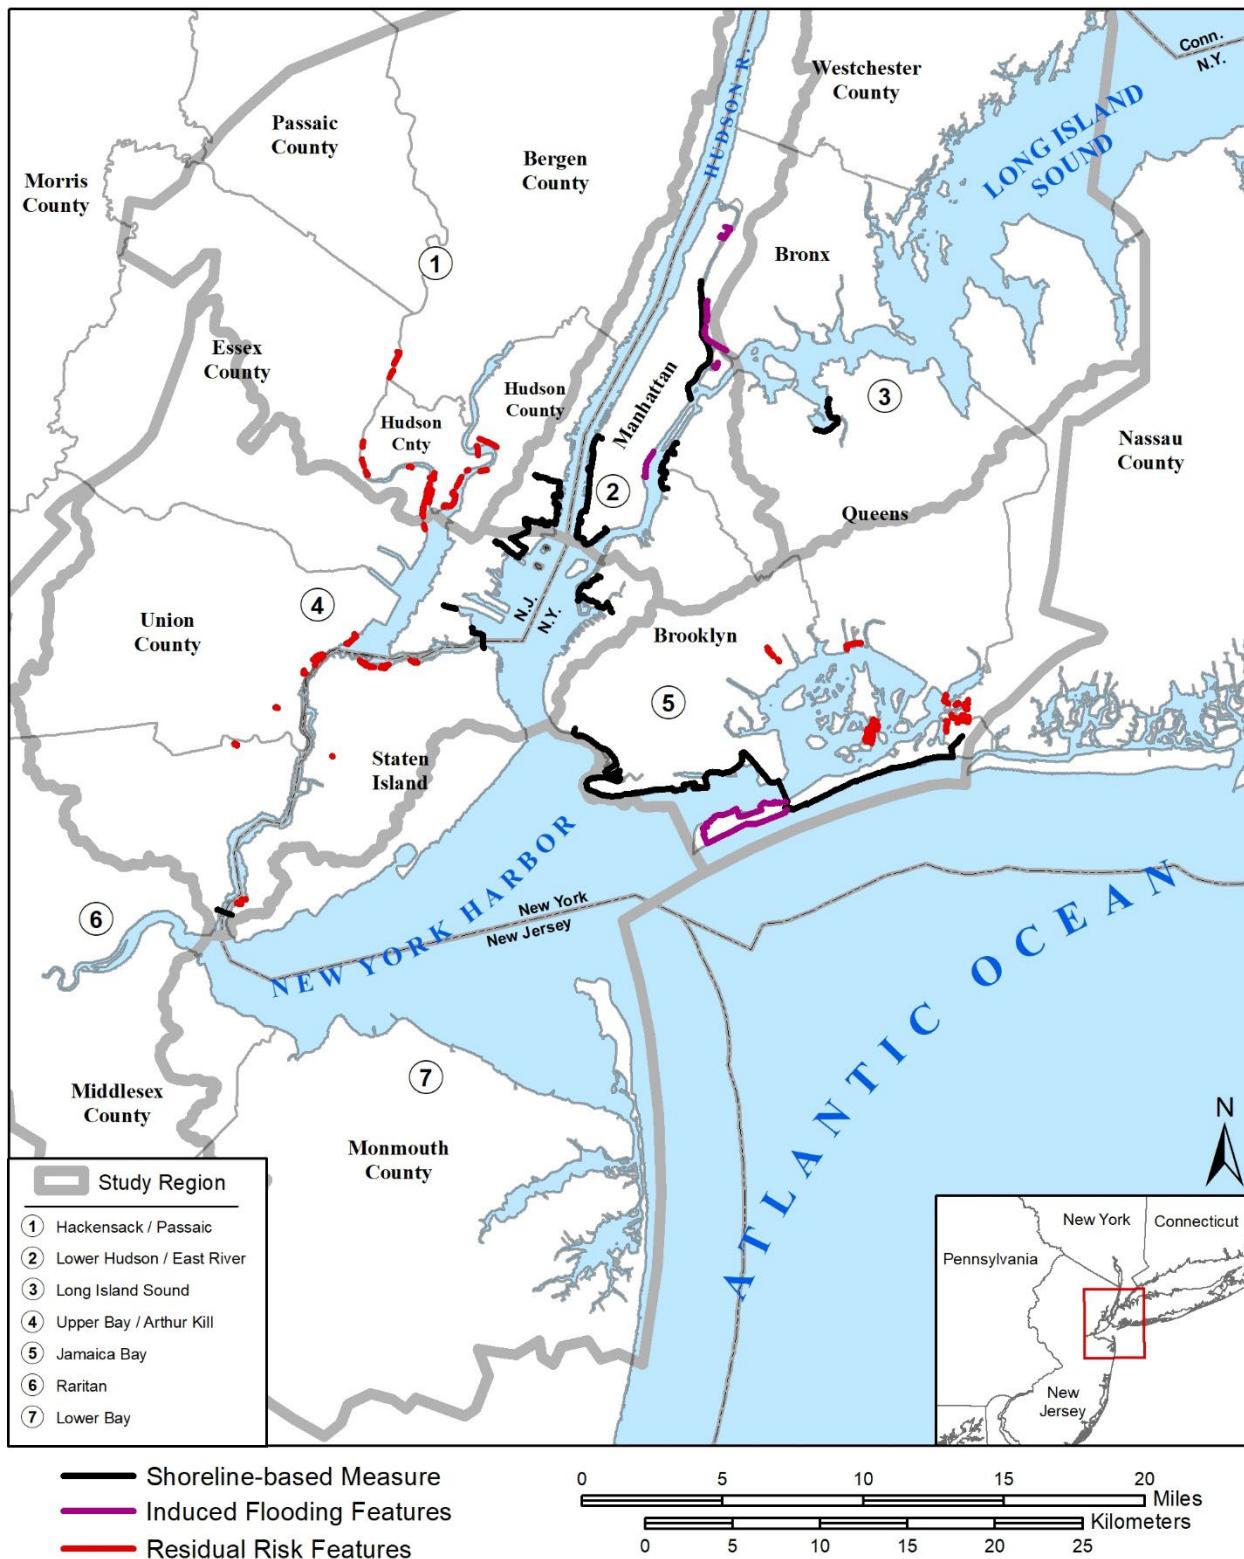 Conn.
N.Y.
Westchester
County
HUDSON R.
LONG ISLAND
SOUND
Passaic
County
Bergen
County
Morris
County
Bronx
1
Essex
County
Hudson
County
Manhattan
3
Hudson
Cnty
Nassau
County
2
Queens
4
N.J.
N.Y.
Union
County
Brooklyn
5
Staten
Island
NEW YORK HARBOR
New York
New Jersey
6
ATLANTIC OCEAN
7
Middlesex
County
Monmouth
County
N
Study Region
1 Hackensack / Passaic
2 Lower Hudson / East River
3 Long Island Sound
4 Upper Bay / Arthur Kill
5 Jamaica Bay
6 Raritan
7 Lower Bay
New York
Connecticut
Pennsylvania
New
Jersey
Shoreline-based Measure
Induced Flooding Features
Residual Risk Features
0 5 10 15 20
Miles
Kilometers
0 5 10 15 20 25